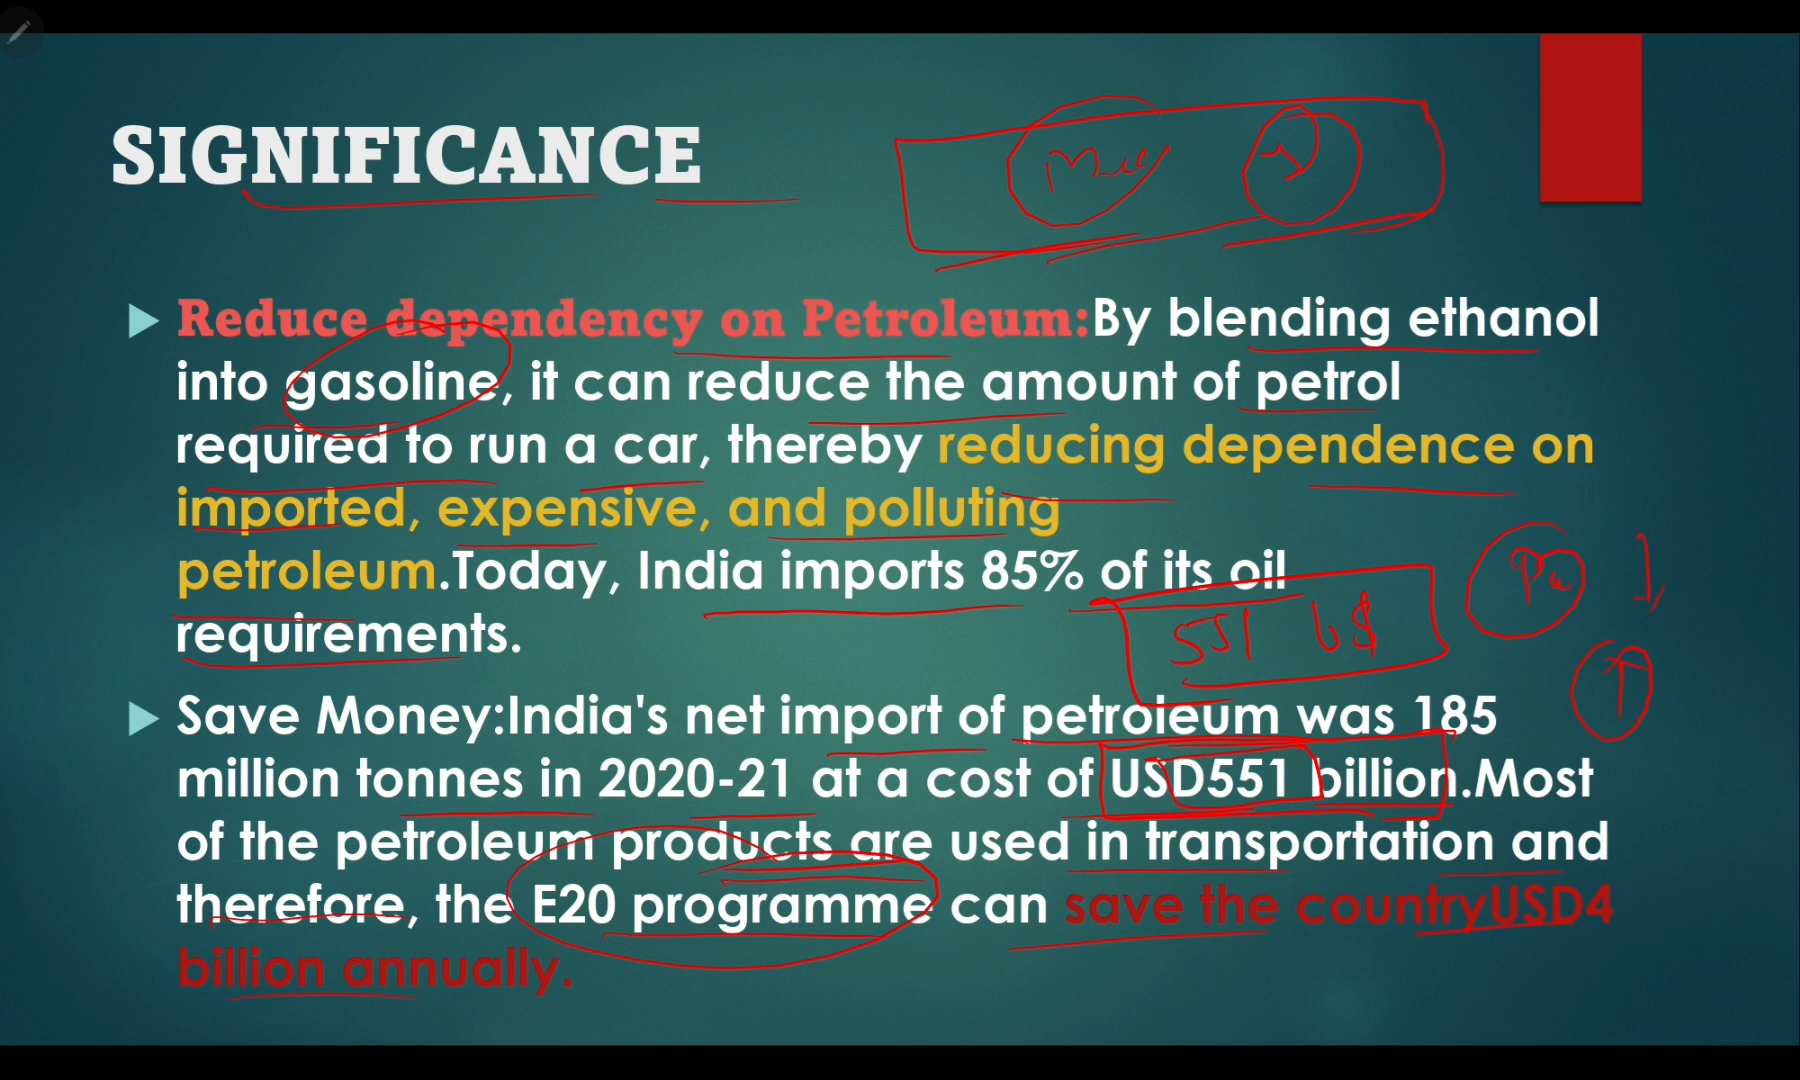 SIGNIFICANCE
Reduce dependency on Petroleum:By blending ethanol
into gasoline, it can reduce the amount of petrol
required to run a car, thereby reducing dependence on
imported, expensive, and polluting
petroleum.Today, India imports 85% of its oil
requirements.
551 U$
Save Money:India's net import of petroleum was 185
million tonnes in 2020-21 at a cost of USD551 billion.Most
of the petroleum products are used in transportation and
therefore, the E20 programme can save the countryUSD4
billion annually.